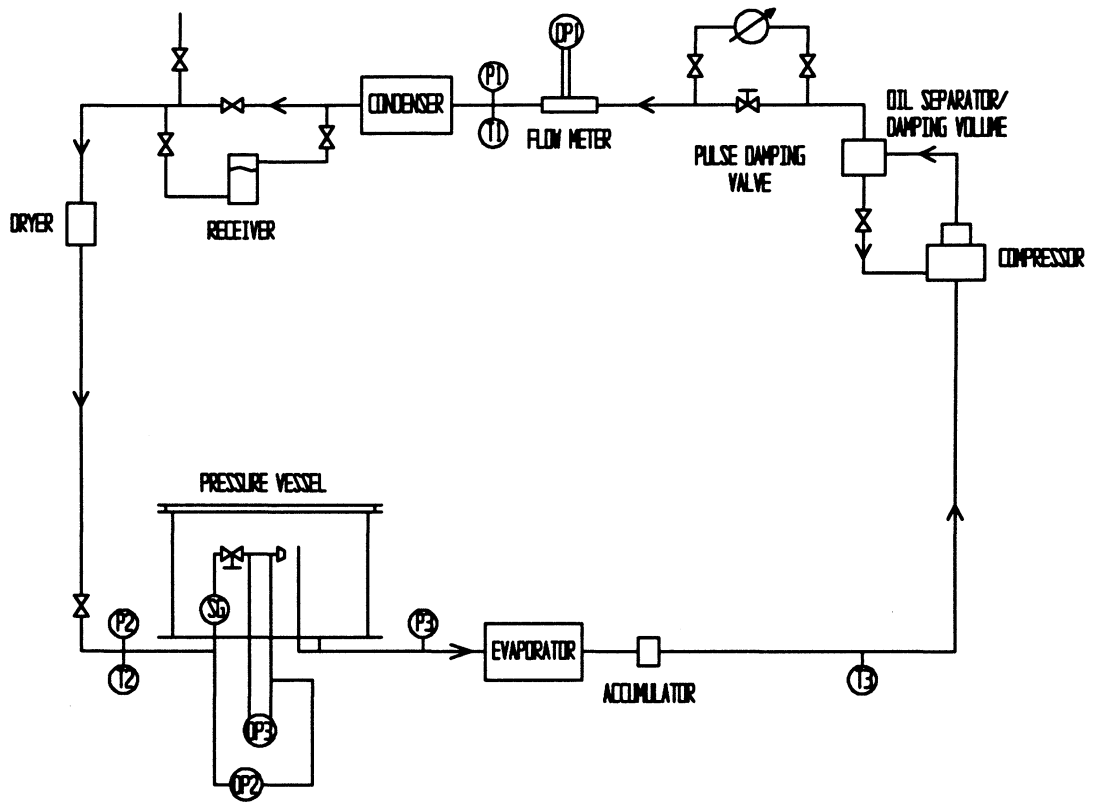 DP1
P1
CONDENSER
T1
FLOW METER
OIL SEPARATOR/
DAMPING VOLUME
PULSE DAMPING
VALVE
DRYER
RECEIVER
COMPRESSOR
PRESSURE VESSEL
SG
P2
P3
T2
EVAPORATOR
ACCUMULATOR
T3
DP3
DP2